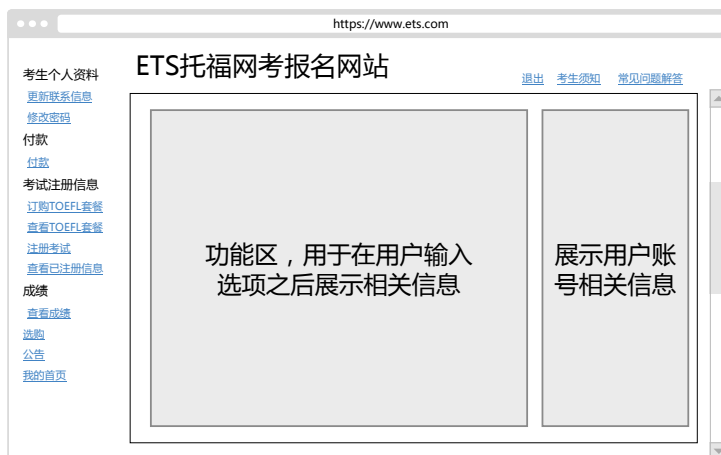 https://www.ets.com
ETS托福网考报名网站
退出 考生须知 常见问题解答
考生个人资料
更新联系信息
修改密码
付款
付款
考试注册信息
订购TOEFL套餐
查看TOEFL套餐
注册考试
查看已注册信息
成绩
查看成绩
选购
公告
我的首页
功能区，用于在用户输入
选项之后展示相关信息
展示用户账
号相关信息